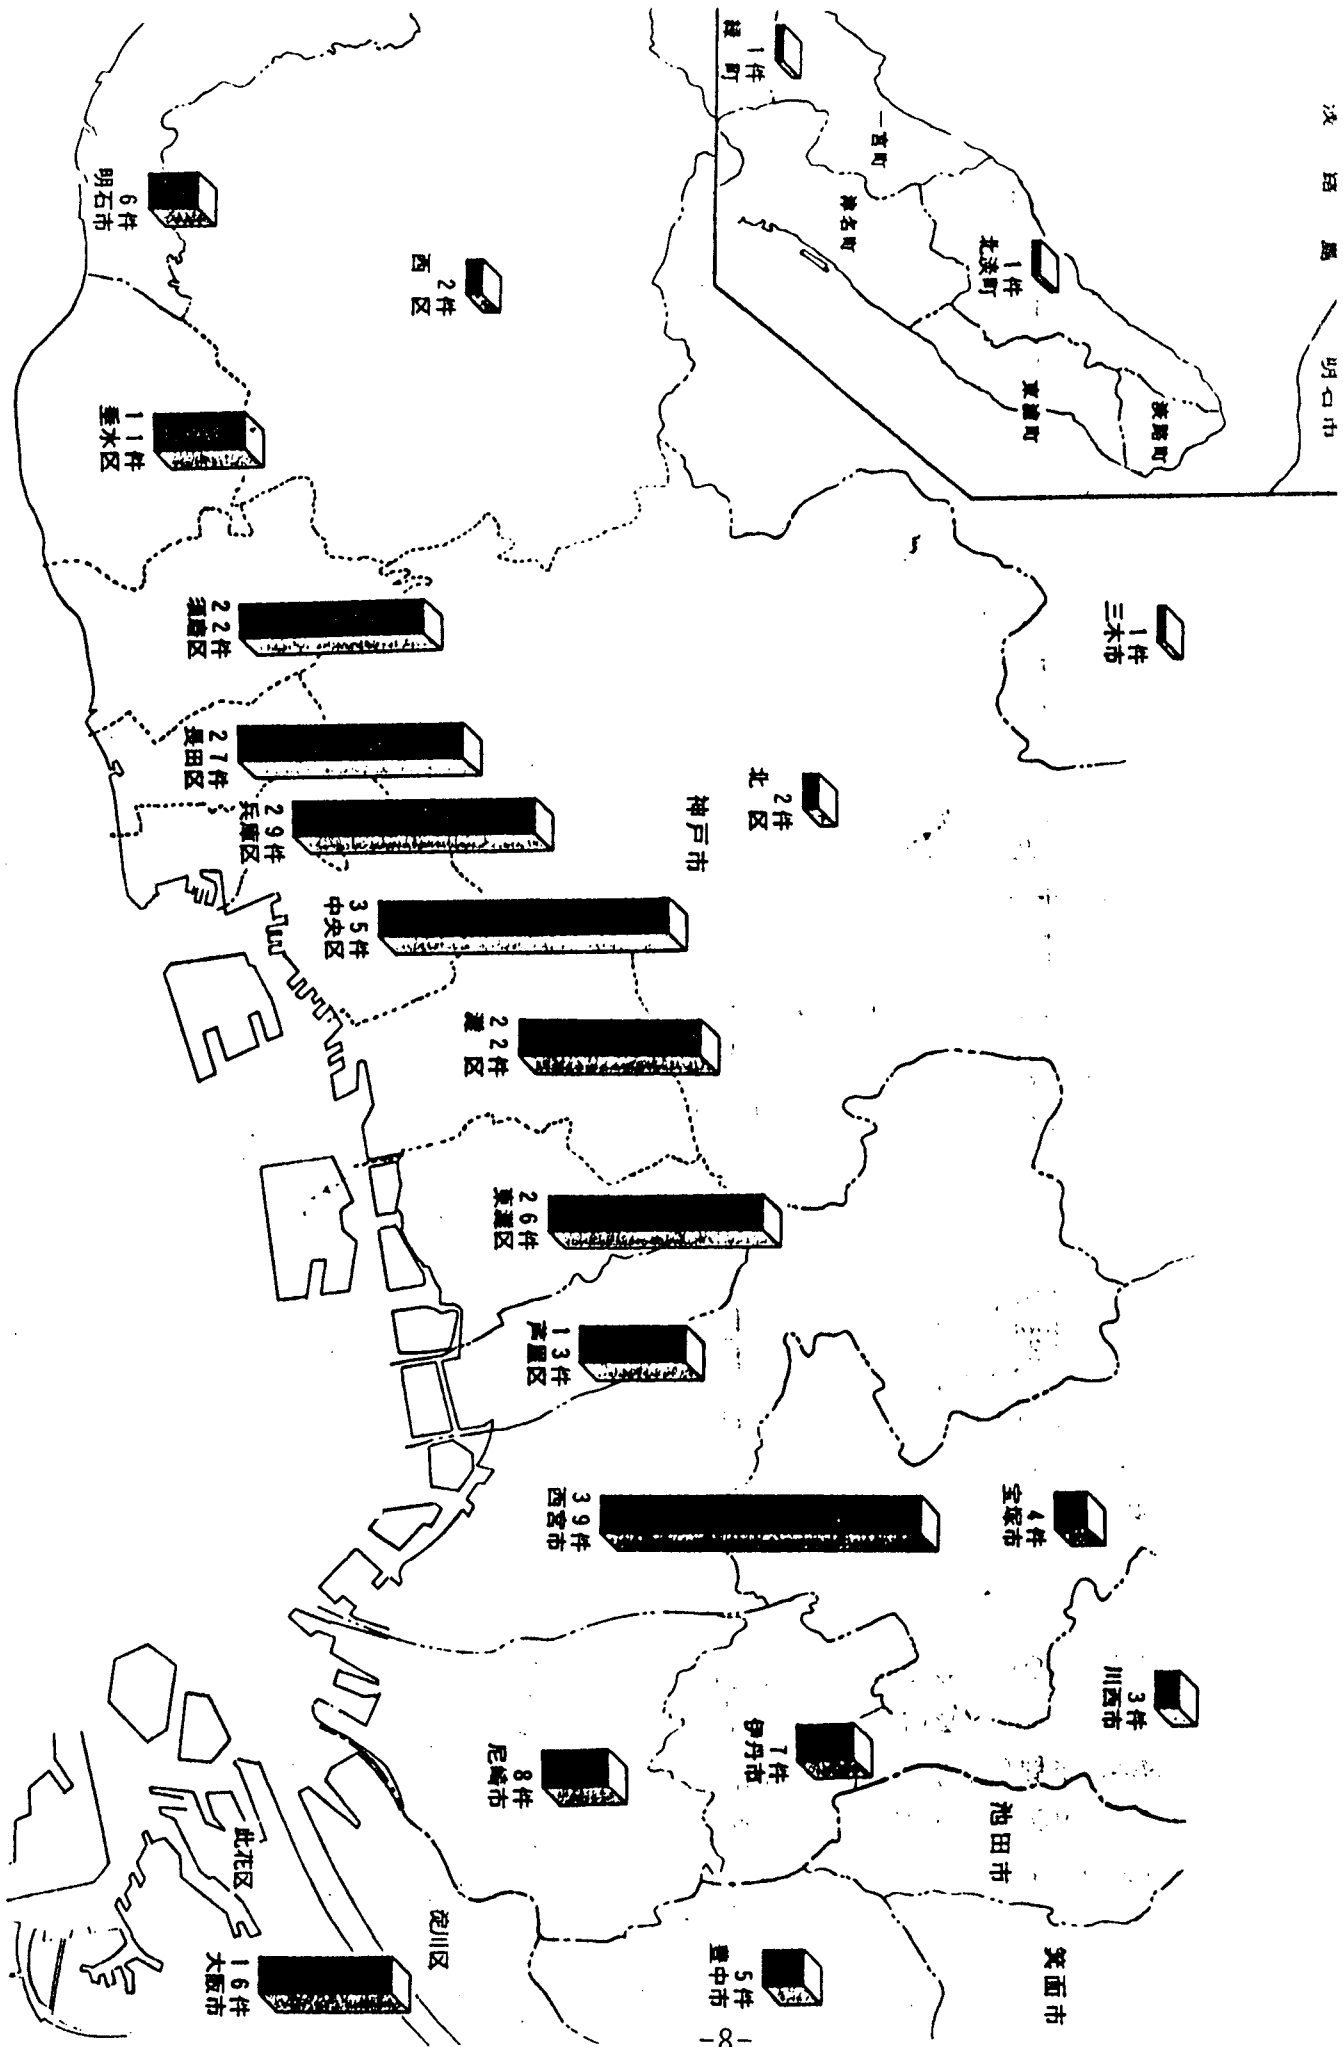 淡路島
明石市
淡路町
1件
三木市
3件
川西市
箕面市
東浦町
1件
北淡町
4件
宝塚市
池田市
一宮町
津名町
1件
緑町
2件
北区
7件
伊丹市
5件
豊中市
神戸市
39件
西宮市
13件
芦屋区
26件
東灘区
8件
尼崎市
22件
灘区
2件
西区
淀川区
35件
中央区
29件
兵庫区
此花区
16件
大阪市
27件
長田区
22件
須磨区
11件
垂水区
6件
明石市
-8-